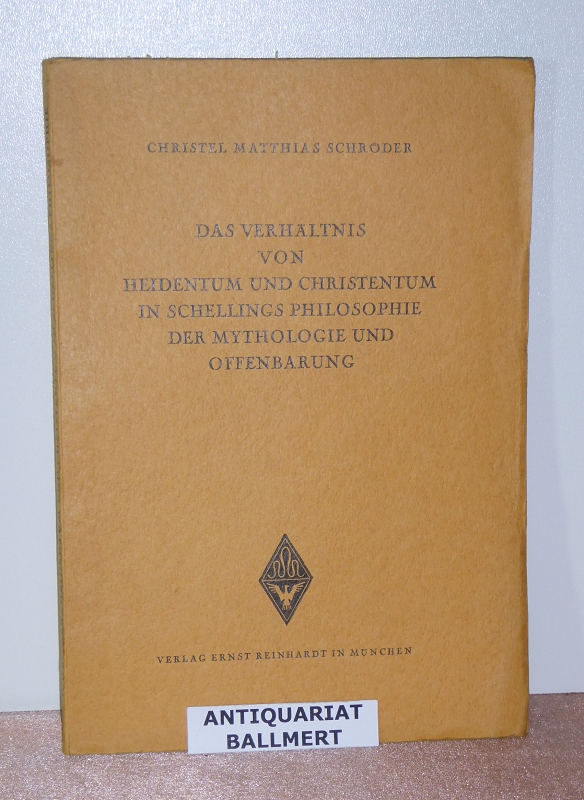 CHRISTEL MATTHIAS SCHRÖDER
DAS VERHÄLTNIS
VON
HEIDENTUM UND CHRISTENTUM
IN SCHELLINGS PHILOSOPHIE
DER MYTHOLOGIE UND
OFFENBARUNG
VERLAG ERNST REINHARDT IN MÜNCHEN
ANTIQUARIAT
BALLMERT